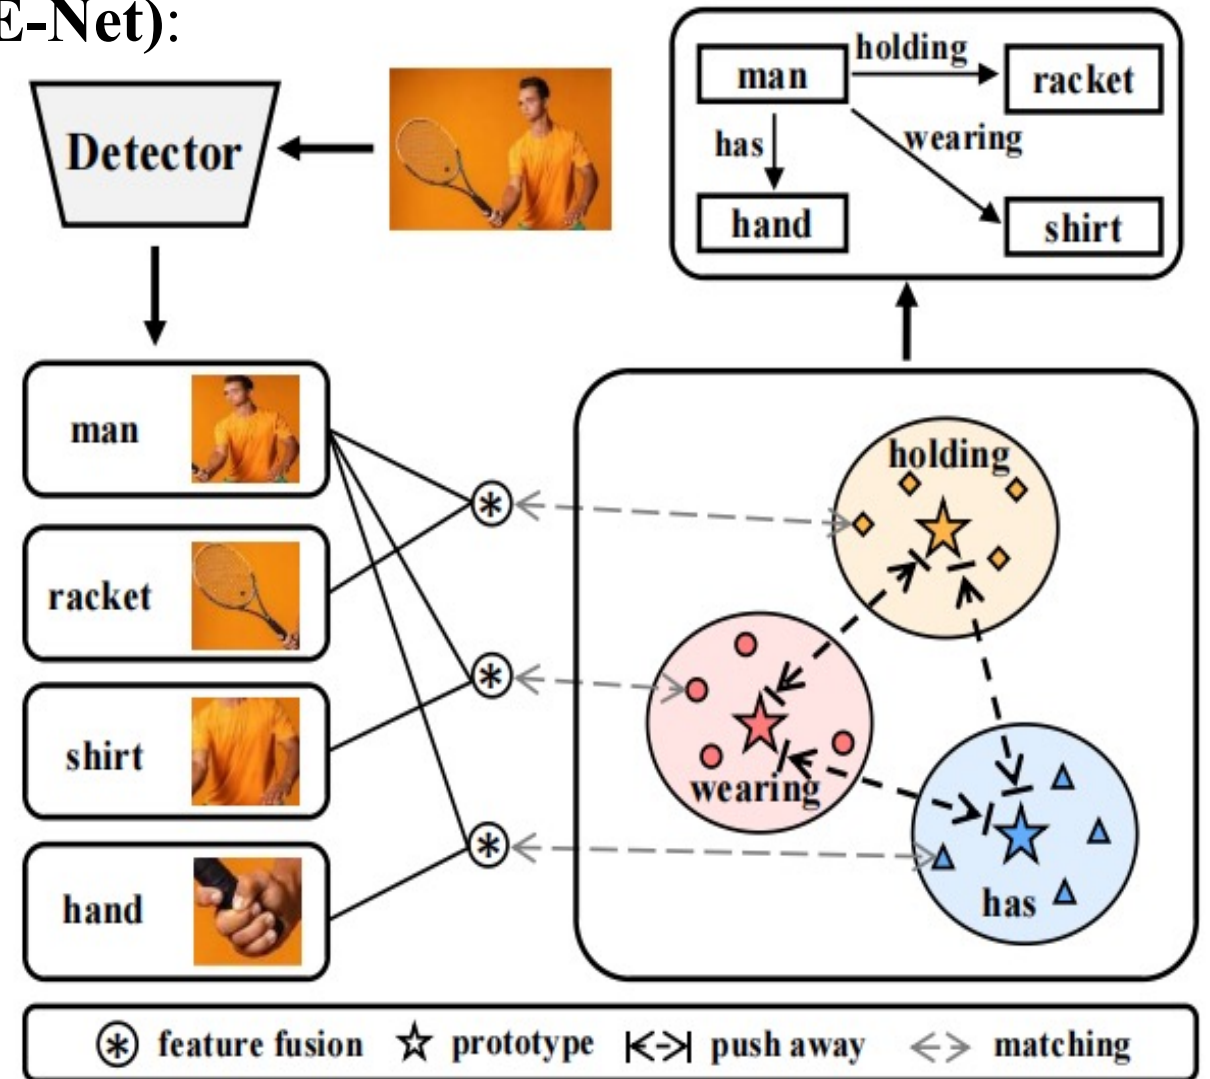 E-Net):
Detector
man
holding
racket
has
wearing
hand
shirt
man
racket
shirt
hand
holding
wearing
has
feature fusion
prototype
push away
matching